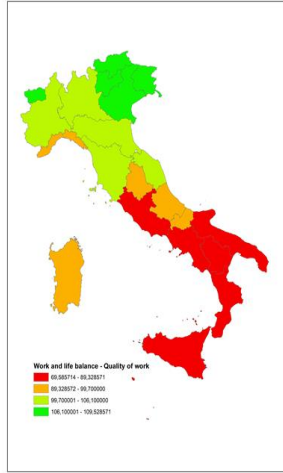 Work and life balance - Quality of work
69,585714 - 89,328571
89,328572 - 99,700000
99,700001 - 106,100000
106,100001 - 109,528571